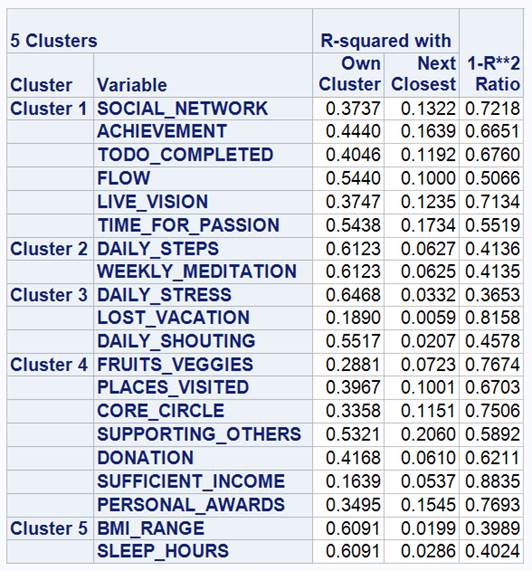 5 Clusters R-squared with
Cluster Variable Own Cluster Next Closest 1-R**2 Ratio
Cluster 1 SOCIAL_NETWORK 0.3737 0.1322 0.7218
ACHIEVEMENT 0.4440 0.1639 0.6651
TODO_COMPLETED 0.4046 0.1192 0.6760
FLOW 0.5440 0.1000 0.5066
LIVE_VISION 0.3747 0.1235 0.7134
TIME_FOR_PASSION 0.5438 0.1734 0.5519
Cluster 2 DAILY_STEPS 0.6123 0.0627 0.4136
WEEKLY_MEDITATION 0.6123 0.0625 0.4135
Cluster 3 DAILY_STRESS 0.6468 0.0332 0.3653
LOST_VACATION 0.1890 0.0059 0.8158
DAILY_SHOUTING 0.5517 0.0207 0.4578
Cluster 4 FRUITS_VEGGIES 0.2881 0.0723 0.7674
PLACES_VISITED 0.3967 0.1001 0.6703
CORE_CIRCLE 0.3358 0.1151 0.7506
SUPPORTING_OTHERS 0.5321 0.2060 0.5892
DONATION 0.4168 0.0610 0.6211
SUFFICIENT_INCOME 0.1639 0.0537 0.8835
PERSONAL_AWARDS 0.3495 0.1545 0.7693
Cluster 5 BMI_RANGE 0.6091 0.0199 0.3989
SLEEP_HOURS 0.6091 0.0286 0.4024